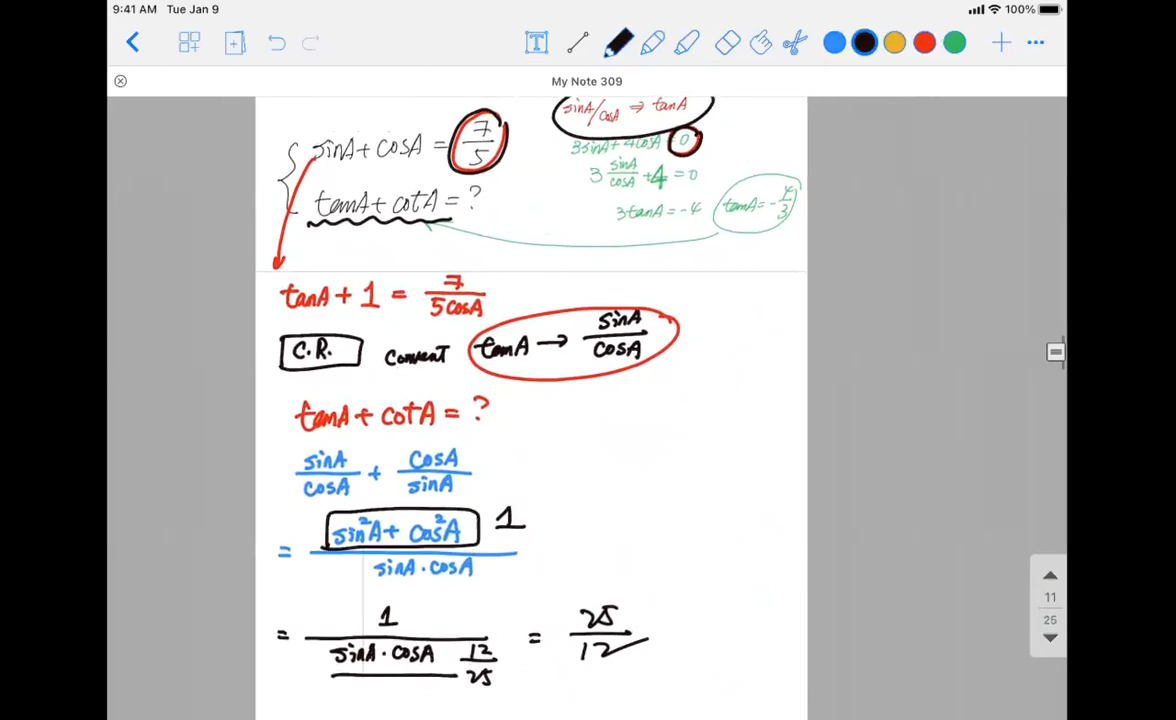 9:41 AM Tue Jan 9
100%
My Note 309
sinA/cosA ⇒ tanA
sinA + cosA = 7/5
3sinA + 4cosA = 0
3 sinA/cosA + 4 = 0
tanA + cotA = ?
3tanA = -4
tanA = -4/3
tanA + 1 = 7/5cosA
C.R. Convert tanA → sinA/cosA
tanA + cotA = ?
sinA/cosA + cosA/sinA
= sin²A + cos²A / sinA · cosA 1
= 1 / sinA · cosA 12/25 = 25/12
11
25